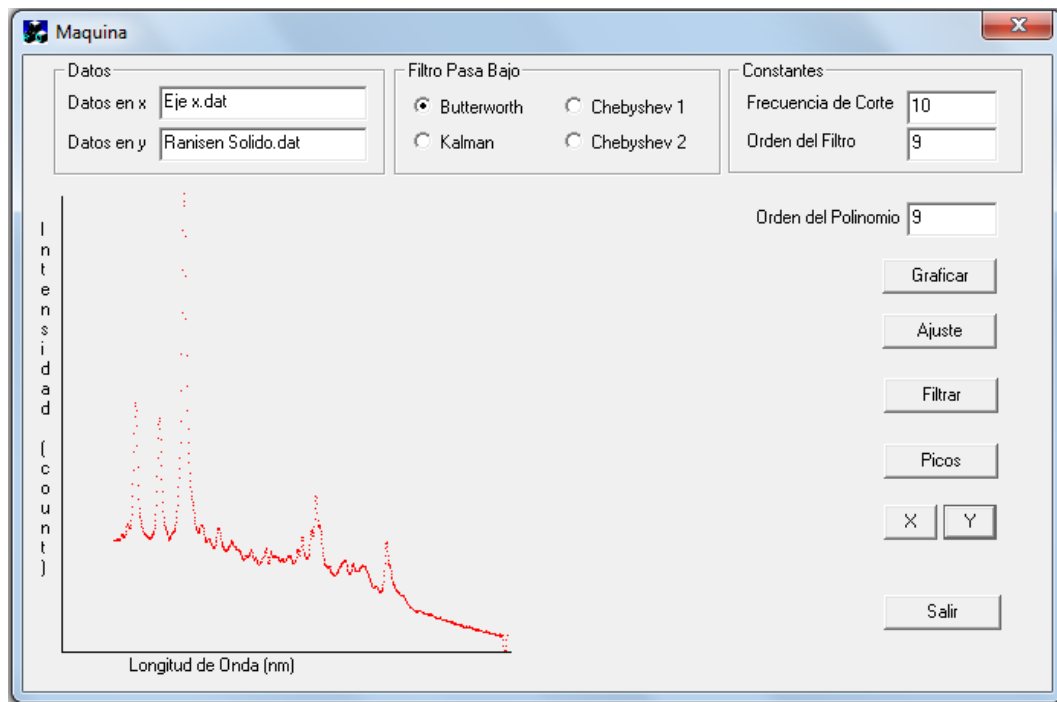 Maquina
Datos
Datos en x Eje x.dat
Datos en y Ranisen Solido.dat
Filtro Pasa Bajo
Butterworth Chebyshev 1
Kalman Chebyshev 2
Constantes
Frecuencia de Corte 10
Orden del Filtro 9
Orden del Polinomio 9
Graficar
Ajuste
Filtrar
Picos
X Y
Salir
Intensidad (count)
Longitud de Onda (nm)